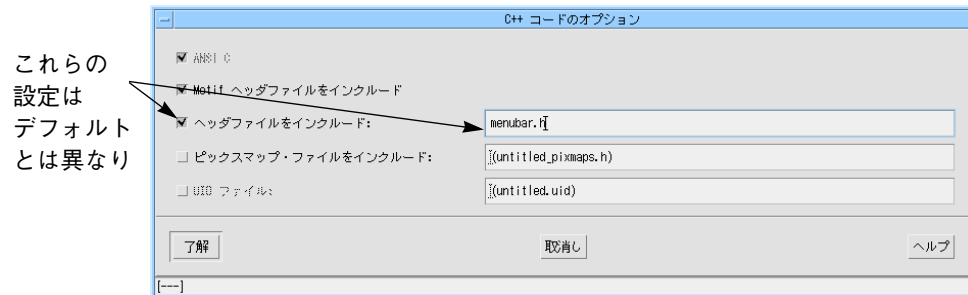 C++ コードのオプション
これらの
設定は
デフォルト
とは異なり
ANSI C
Motif ヘッダファイルをインクルード
ヘッダファイルをインクルード: menubar.h
ピックスマップ・ファイルをインクルード: (untitled_pixmaps.h)
UID ファイル: (untitled.uid)
了解 取消し ヘルプ
[---]